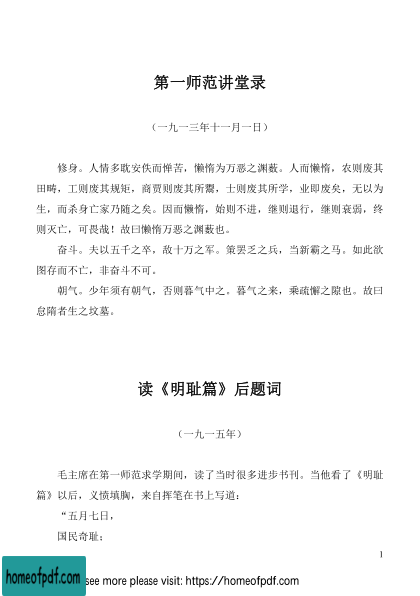 第一师范讲堂录
（一九一三年十一月一日）
修身。人情多耽安佚而惮苦，懒惰为万恶之渊薮。人而懒惰，农则废其
田畴，工则废其规矩，商贾则废其所鬻，士则废其所学，业即废矣，无以为
生，而杀身亡家乃随之矣。因而懒惰，始则不进，继则退行，继则衰弱，终
则灭亡，可畏哉！故曰懒惰万恶之渊薮也。
奋斗。夫以五千之卒，敌十万之军。策罢乏之兵，当新霸之马。如此欲
图存而不亡，非奋斗不可。
朝气。少年须有朝气，否则暮气中之。暮气之来，乘疏懈之隙也。故曰
怠隋者生之坟墓。
读《明耻篇》后题词
（一九一五年）
毛主席在第一师范求学期间，读了当时很多进步书刊。当他看了《明耻
篇》以后，义愤填胸，来自挥笔在书上写道：
“五月七日，
国民奇耻；
1
homeofpdf.com
see more please visit: https://homeofpdf.com